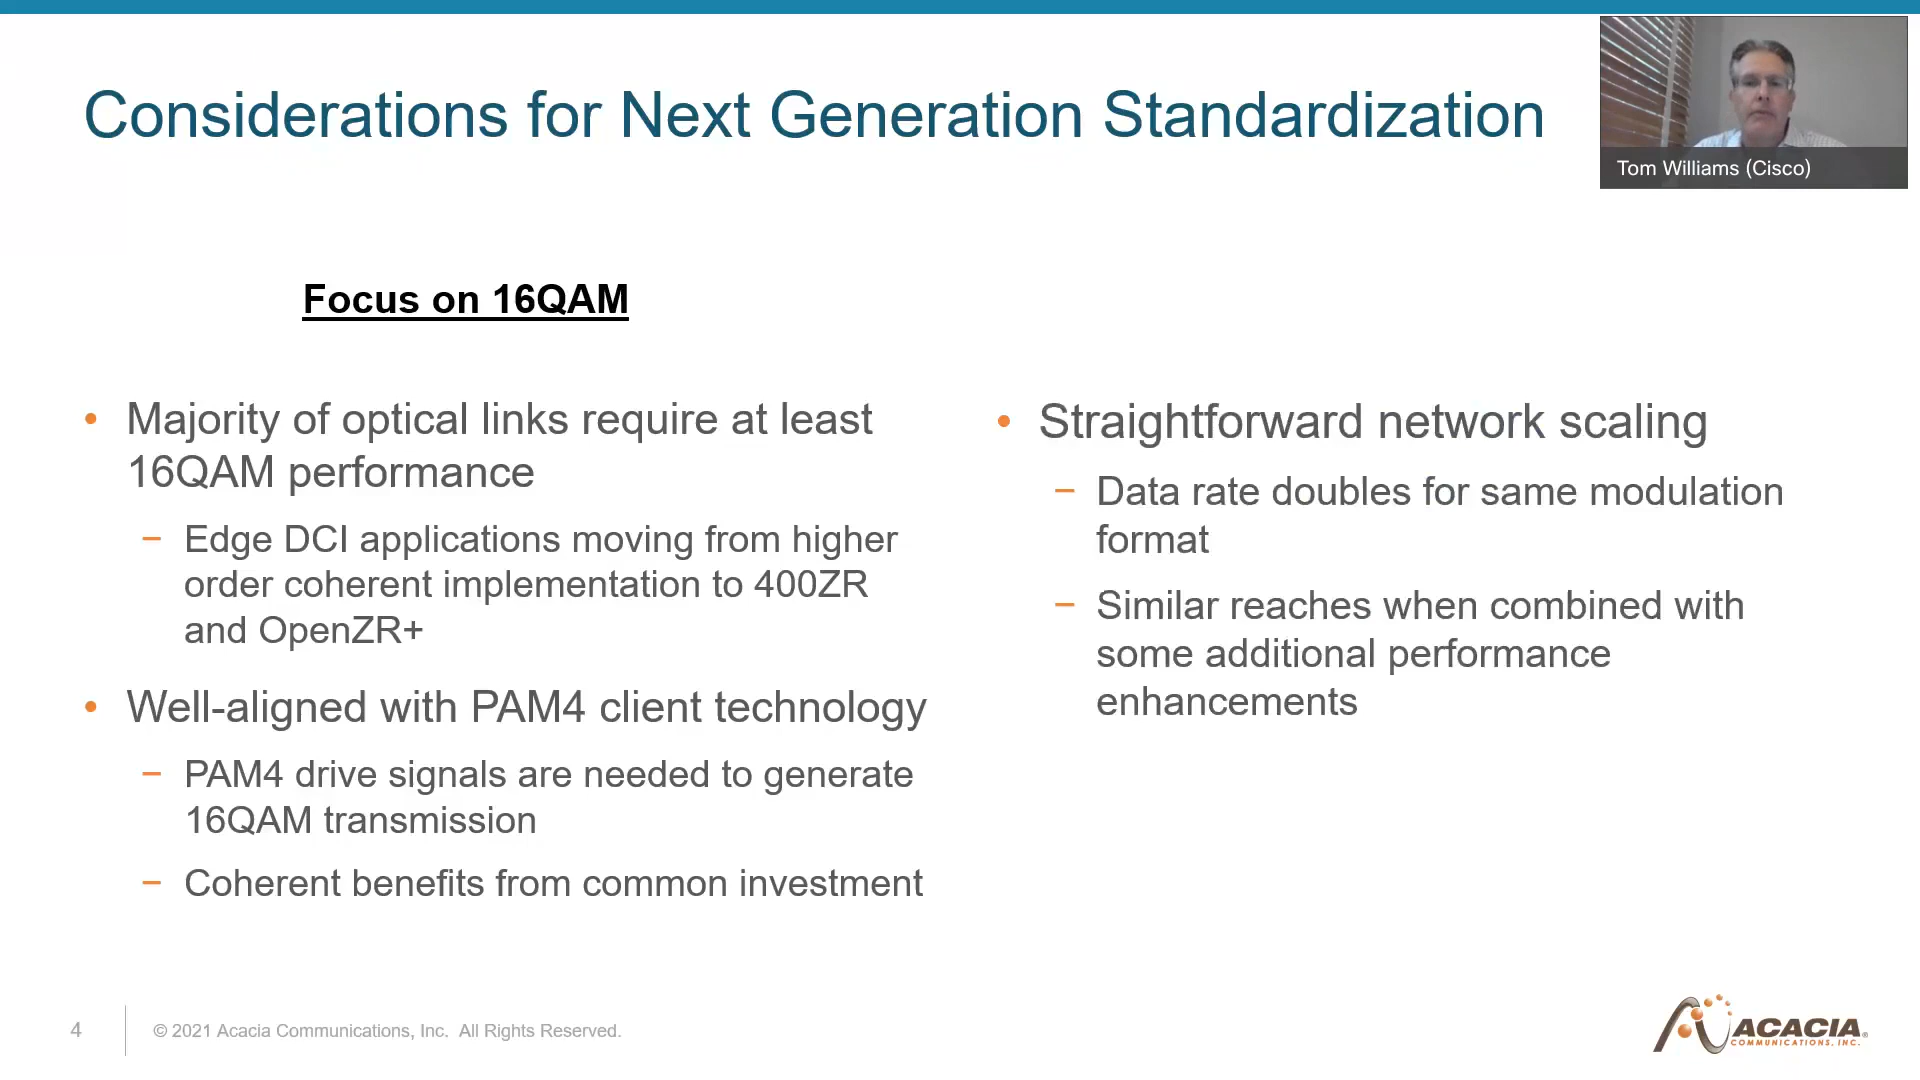 Considerations for Next Generation Standardization
Tom Williams (Cisco)
Focus on 16QAM
• Majority of optical links require at least
16QAM performance
− Edge DCI applications moving from higher
order coherent implementation to 400ZR
and OpenZR+
• Well-aligned with PAM4 client technology
− PAM4 drive signals are needed to generate
16QAM transmission
− Coherent benefits from common investment
• Straightforward network scaling
− Data rate doubles for same modulation
format
− Similar reaches when combined with
some additional performance
enhancements
4
© 2021 Acacia Communications, Inc. All Rights Reserved.
ACACIA®
COMMUNICATIONS, INC.